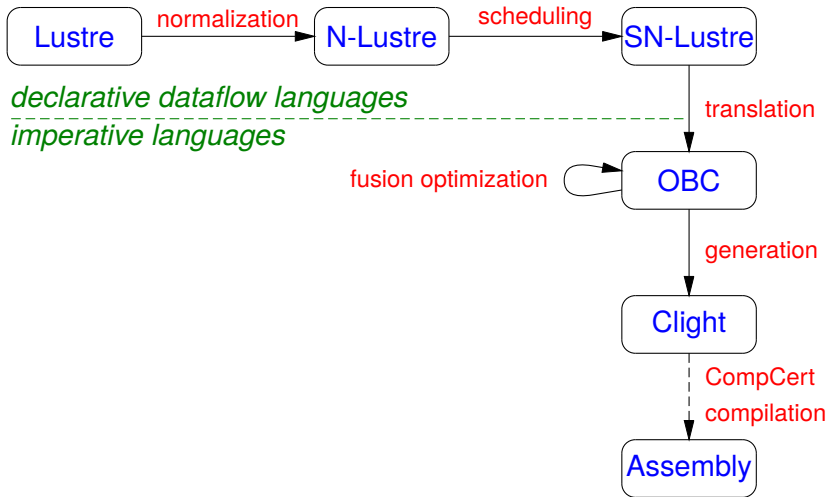 Lustre
normalization
N-Lustre
scheduling
SN-Lustre
declarative dataflow languages
imperative languages
translation
fusion optimization
OBC
generation
Clight
CompCert
compilation
Assembly